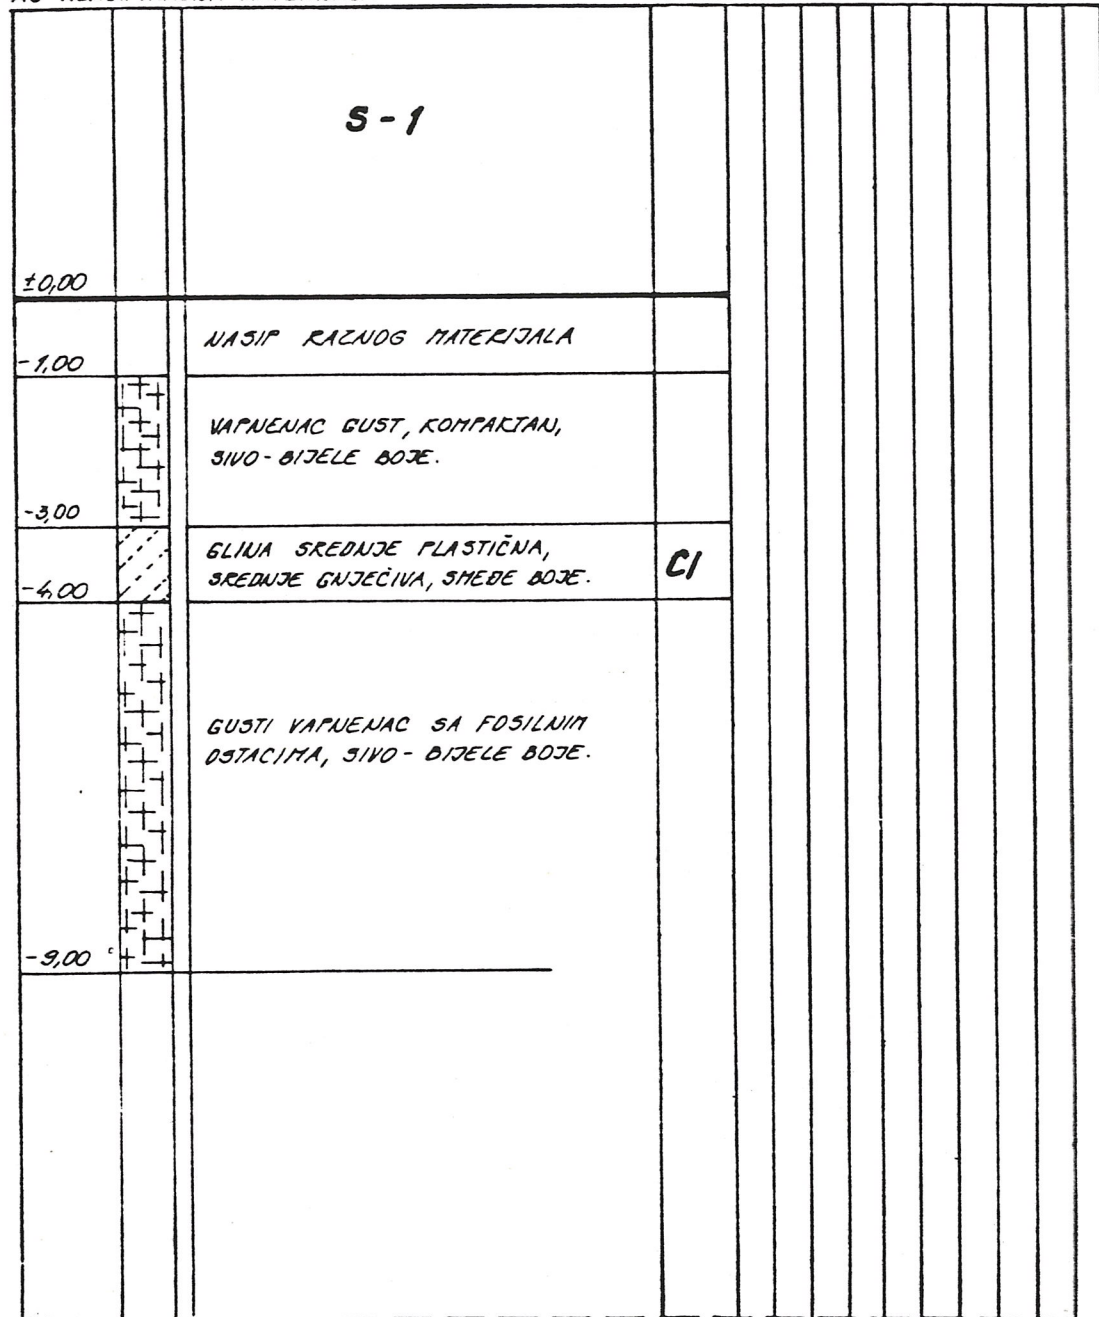 S - 1
±0,00
NASIP RAZNOG MATERIJALA
-1,00
VAPNENAC GUST, KOMPAKTAN,
SIVO - BIJELE BOJE.
-3,00
GLINA SREDNJE PLASTIČNA,
SREDNJE GNJEČIVA, SMEĐE BOJE.
CI
-4,00
GUSTI VAPNENAC SA FOSILNIM
OSTACIMA, SIVO - BIJELE BOJE.
-9,00